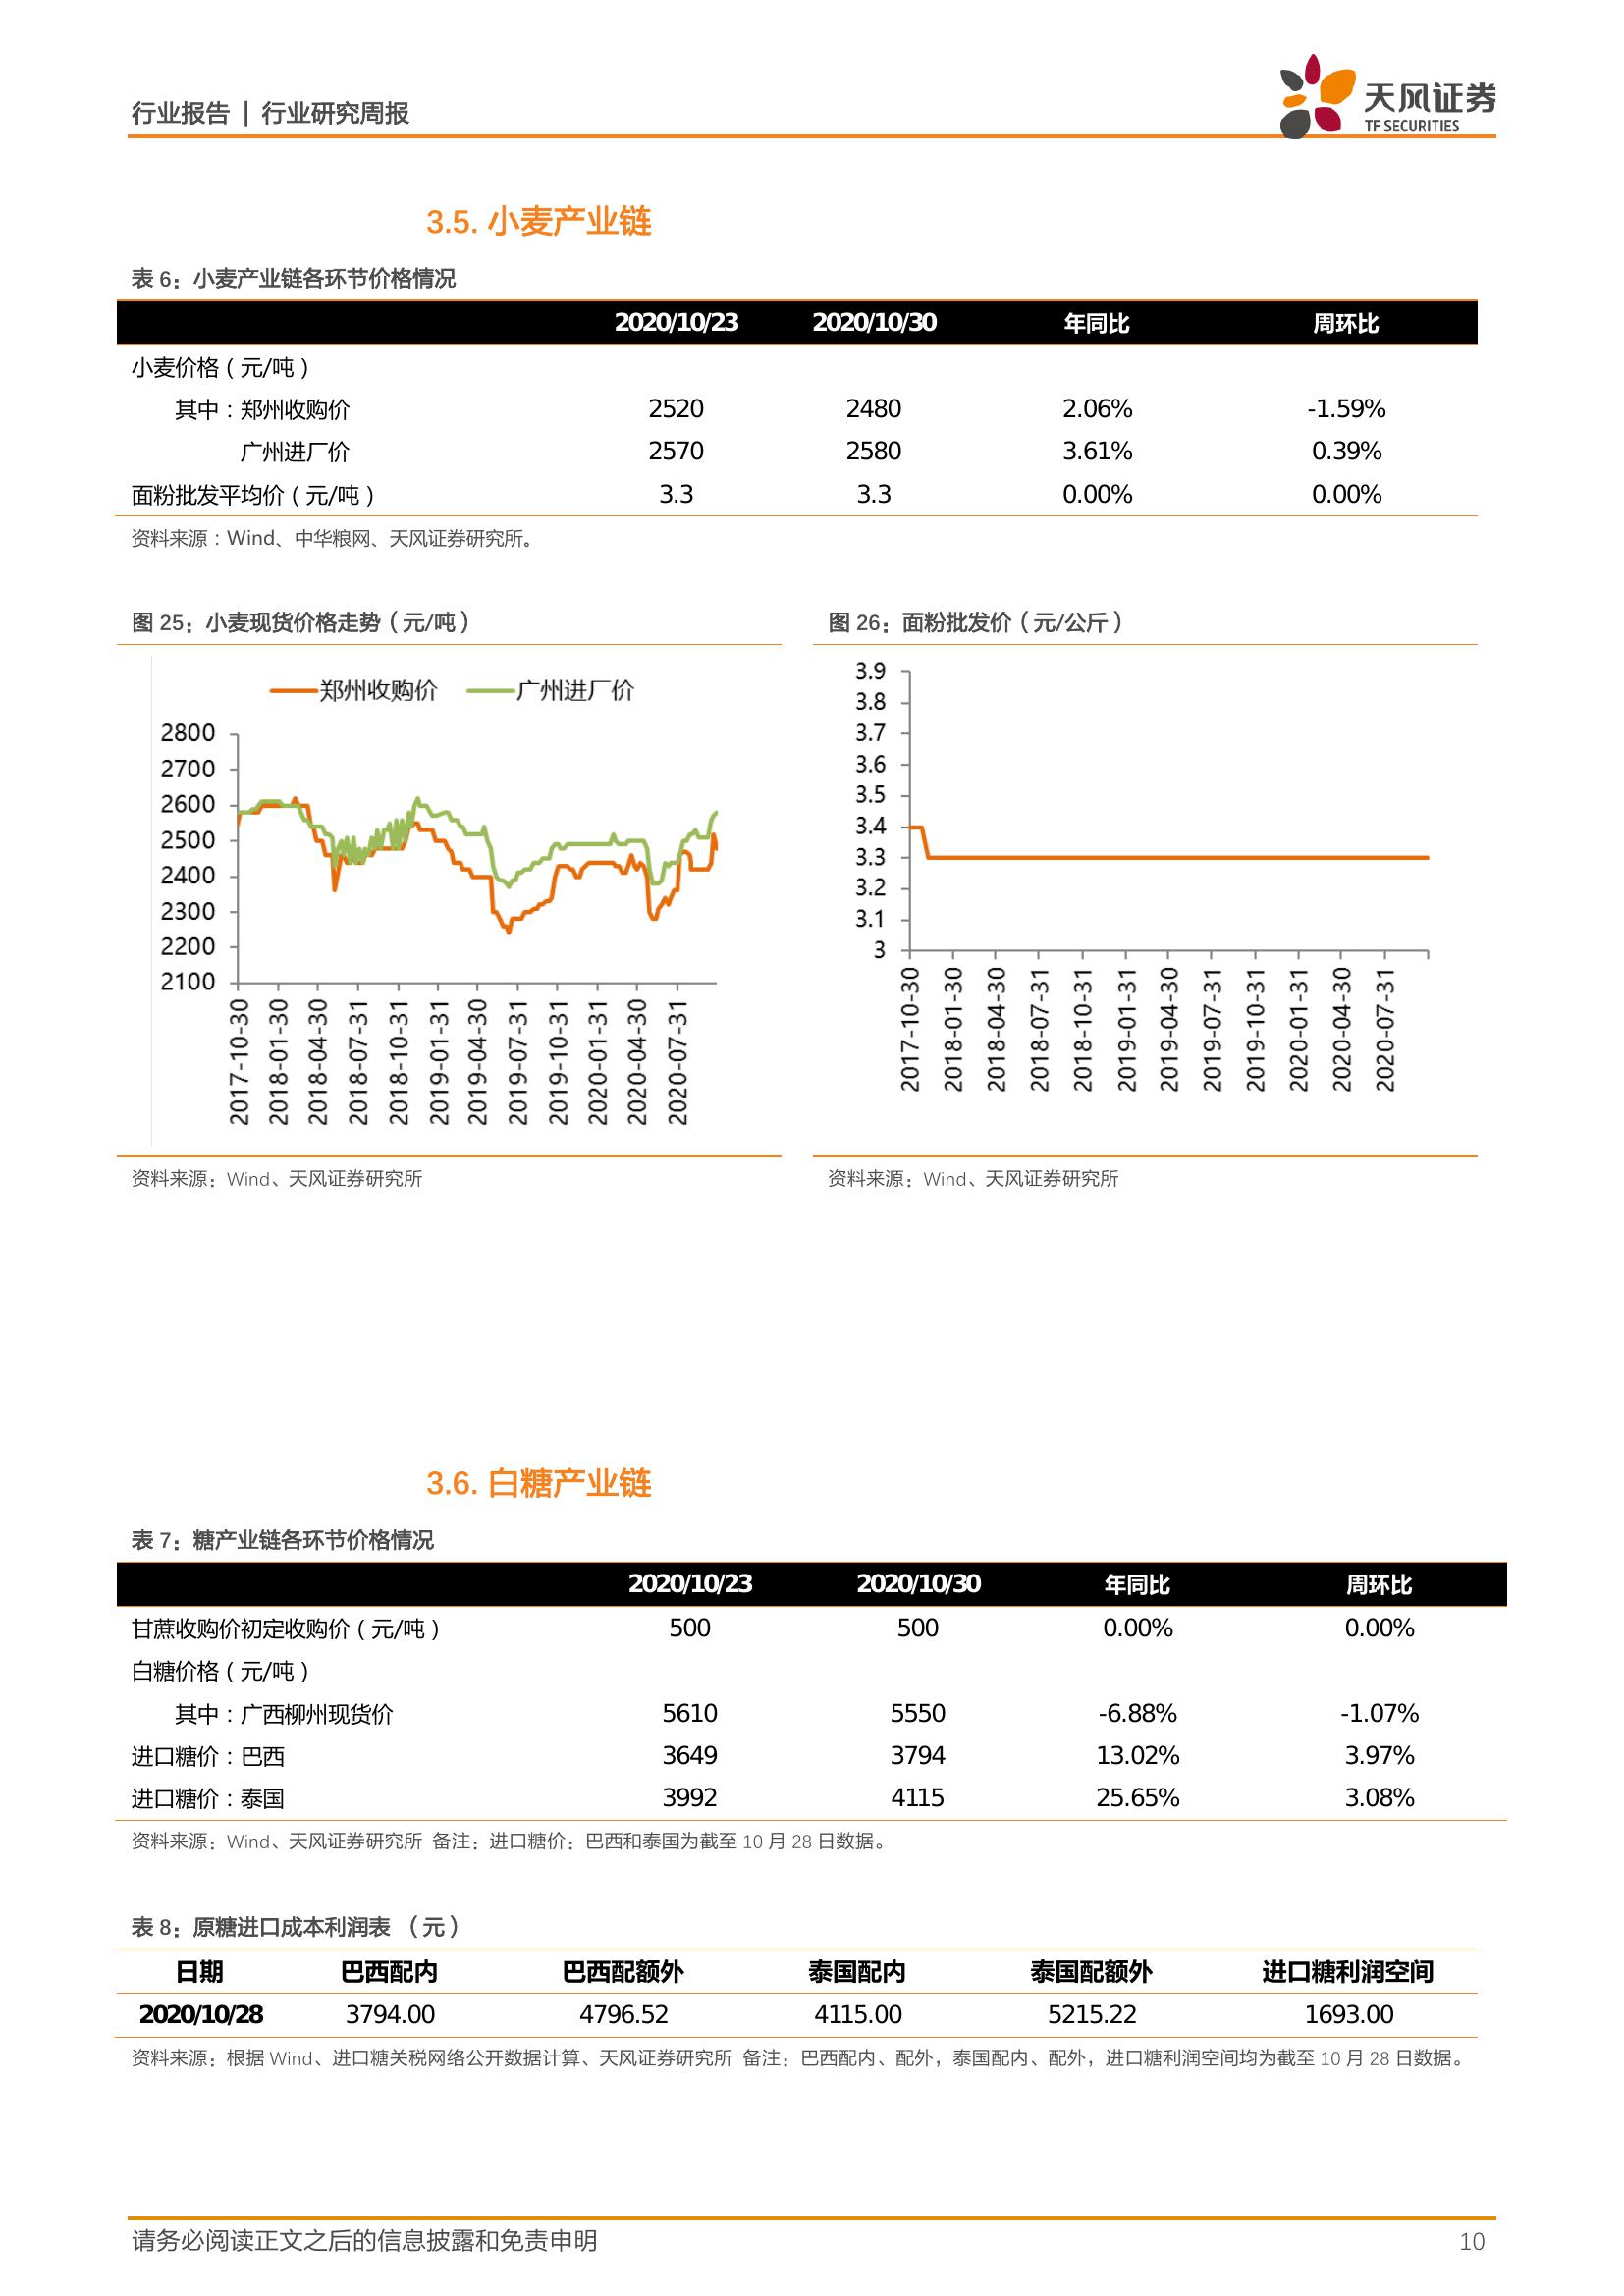 行业报告 | 行业研究周报
天风证券
TF SECURITIES
3.5. 小麦产业链
表 6：小麦产业链各环节价格情况
2020/10/23 2020/10/30 年同比 周环比
小麦价格（元/吨）
其中：郑州收购价 2520 2480 2.06% -1.59%
广州进厂价 2570 2580 3.61% 0.39%
面粉批发平均价（元/吨） 3.3 3.3 0.00% 0.00%
资料来源：Wind、中华粮网、天风证券研究所。
图 25：小麦现货价格走势（元/吨）
郑州收购价 广州进厂价
2800
2700
2600
2500
2400
2300
2200
2100
2017-10-30 2018-01-30 2018-04-30 2018-07-31 2018-10-31 2019-01-31 2019-04-30 2019-07-31 2019-10-31 2020-01-31 2020-04-30 2020-07-31
资料来源：Wind、天风证券研究所
图 26：面粉批发价（元/公斤）
3.9
3.8
3.7
3.6
3.5
3.4
3.3
3.2
3.1
3
2017-10-30 2018-01-30 2018-04-30 2018-07-31 2018-10-31 2019-01-31 2019-04-30 2019-07-31 2019-10-31 2020-01-31 2020-04-30 2020-07-31
资料来源：Wind、天风证券研究所
3.6. 白糖产业链
表 7：糖产业链各环节价格情况
2020/10/23 2020/10/30 年同比 周环比
甘蔗收购价初定收购价（元/吨） 500 500 0.00% 0.00%
白糖价格（元/吨）
其中：广西柳州现货价 5610 5550 -6.88% -1.07%
进口糖价：巴西 3649 3794 13.02% 3.97%
进口糖价：泰国 3992 4115 25.65% 3.08%
资料来源：Wind、天风证券研究所 备注：进口糖价：巴西和泰国为截至 10 月 28 日数据。
表 8：原糖进口成本利润表 （元）
日期 巴西配内 巴西配额外 泰国配内 泰国配额外 进口糖利润空间
2020/10/28 3794.00 4796.52 4115.00 5215.22 1693.00
资料来源：根据 Wind、进口糖关税网络公开数据计算、天风证券研究所 备注：巴西配内、配外，泰国配内、配外，进口糖利润空间均为截至 10 月 28 日数据。
请务必阅读正文之后的信息披露和免责申明 10